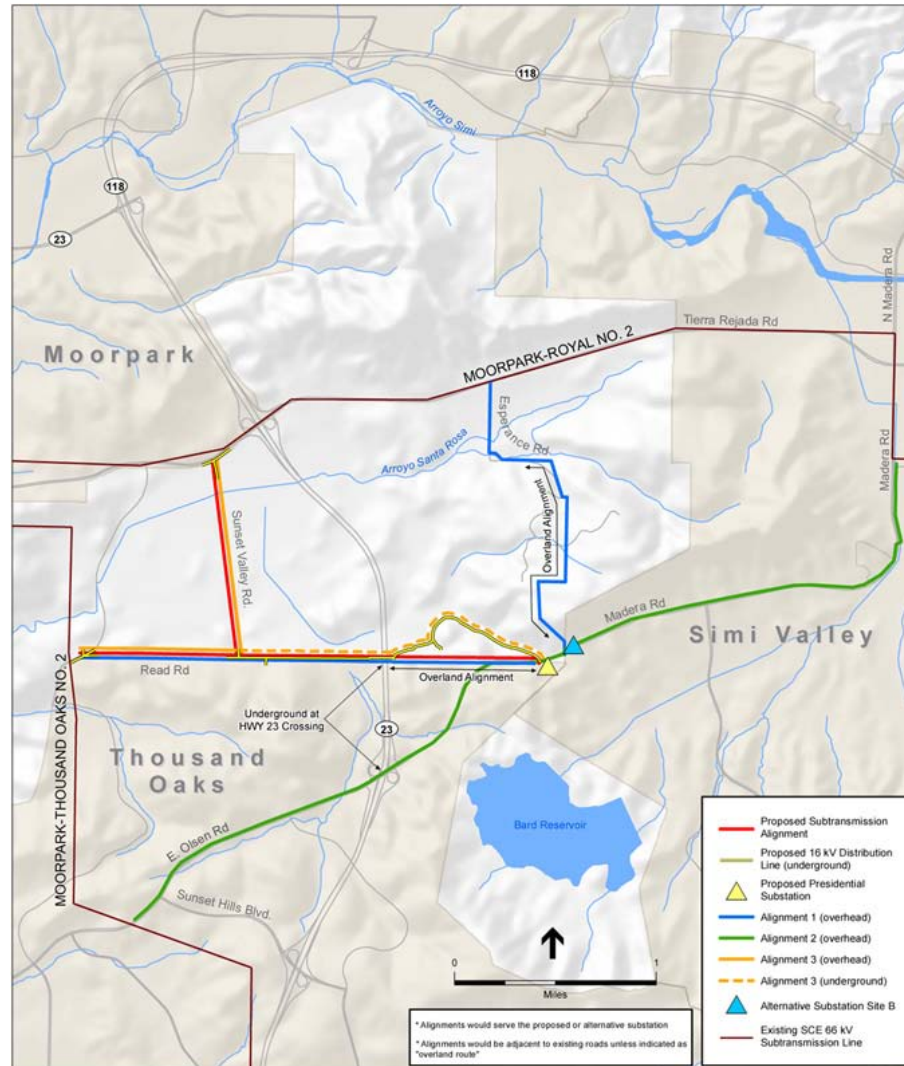 118
Arroyo Simi
118
23
N Madera Rd
Tierra Rejada Rd
MOORPARK-ROYAL NO. 2
Moorpark
Esperance Rd
Madera Rd
Arroyo Santa Rosa
Overland Alignment
Sunset Valley Rd.
Madera Rd
Simi Valley
Read Rd
Overland Alignment
Underground at
HWY 23 Crossing
23
MOORPARK-THOUSAND OAKS NO. 2
Thousand
Oaks
Bard Reservoir
E. Olsen Rd
Sunset Hills Blvd.
0
1
Miles
* Alignments would serve the proposed or alternative substation
* Alignments would be adjacent to existing roads unless indicated as
"overland route"
Proposed Subtransmission
Alignment
Proposed 16 kV Distribution
Line (underground)
Proposed Presidential
Substation
Alignment 1 (overhead)
Alignment 2 (overhead)
Alignment 3 (overhead)
Alignment 3 (underground)
Alternative Substation Site B
Existing SCE 66 kV
Subtransmission Line